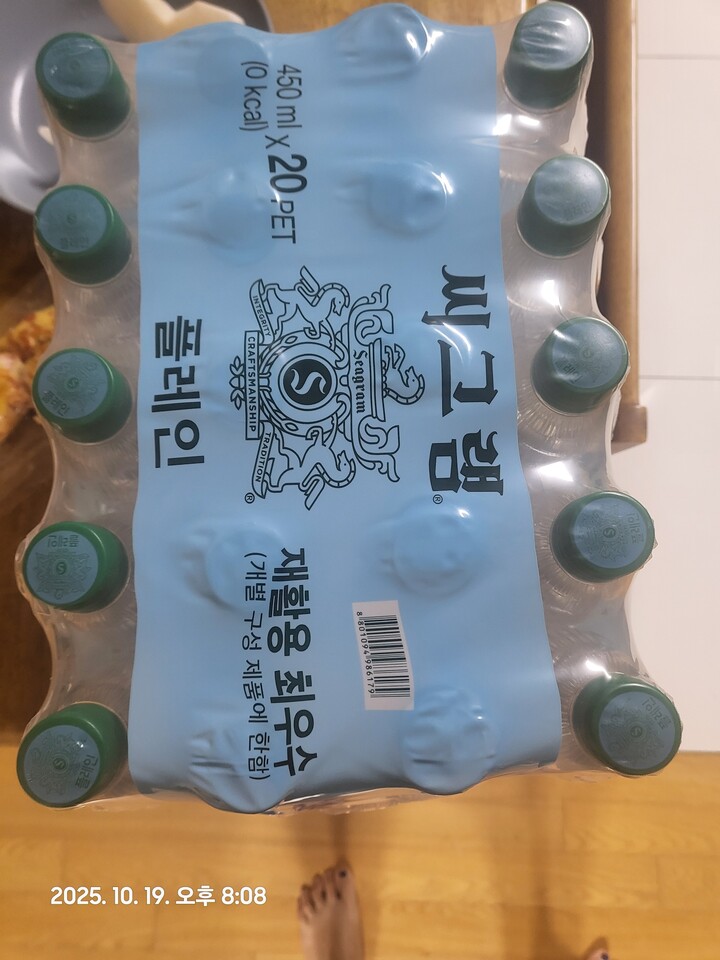 씨그램®
Seagram
INTEGRITY
CRAFTSMANSHIP
TRADITION
®
플레인
450 ml x 20 PET
(0 kcal)
재활용 최우수
(개별 구성 제품에 한함)
8801094986179
2025. 10. 19. 오후 8:08